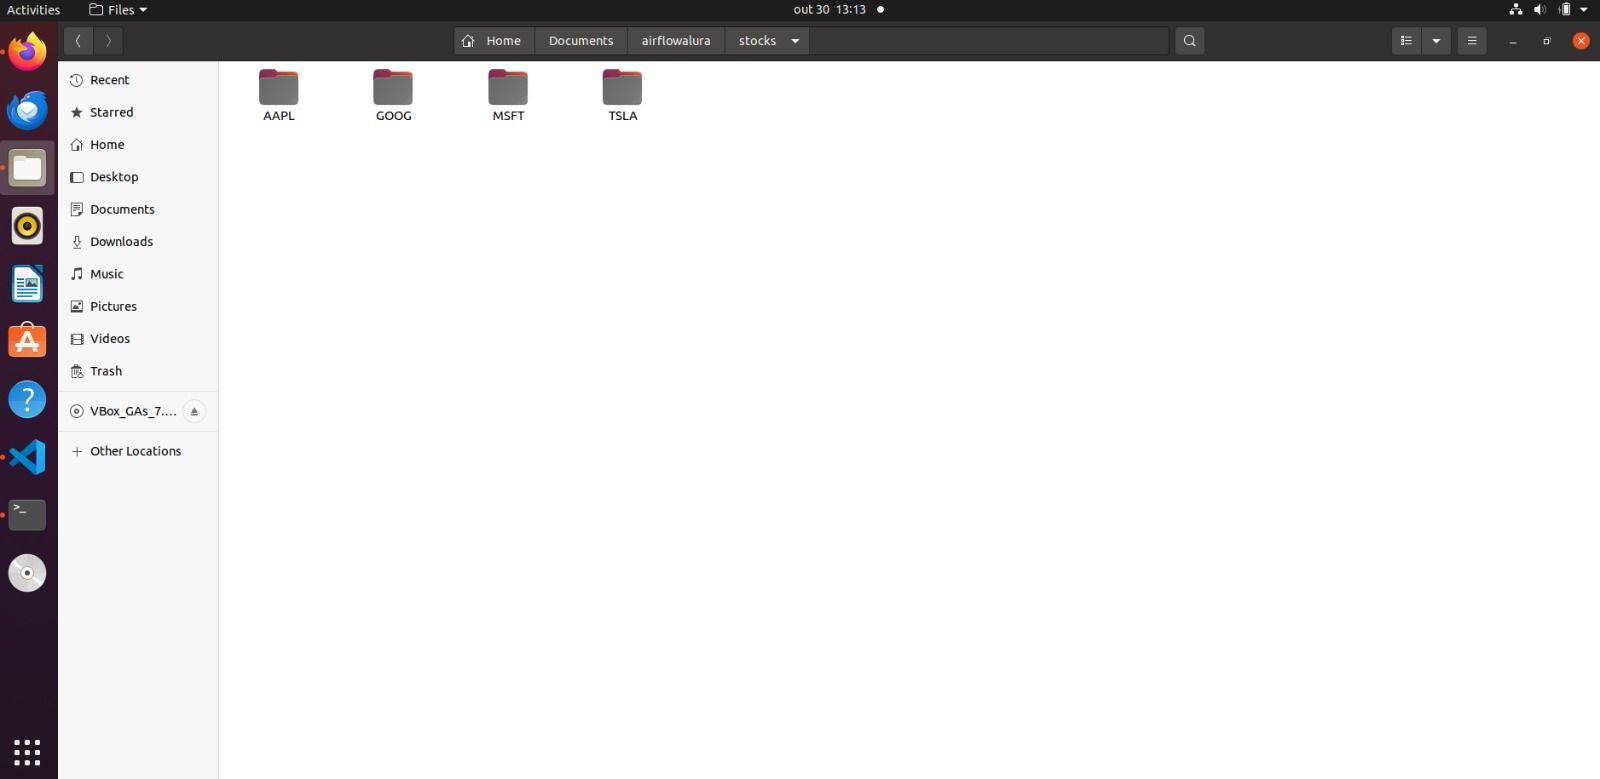 Activities
Files
out 30 13:13
Home
Documents
airflowalura
stocks
Recent
Starred
Home
Desktop
Documents
Downloads
Music
Pictures
Videos
Trash
VBox_GAs_7....
Other Locations
AAPL
GOOG
MSFT
TSLA